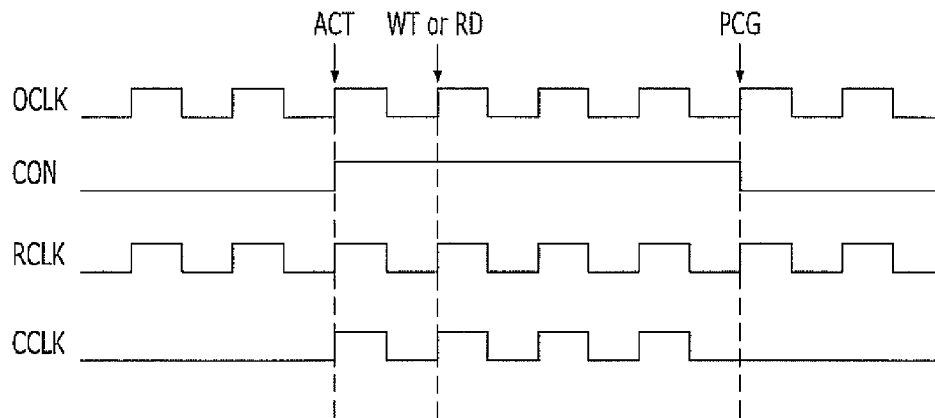 ACT WT or RD PCG
OCLK
CON
RCLK
CCLK